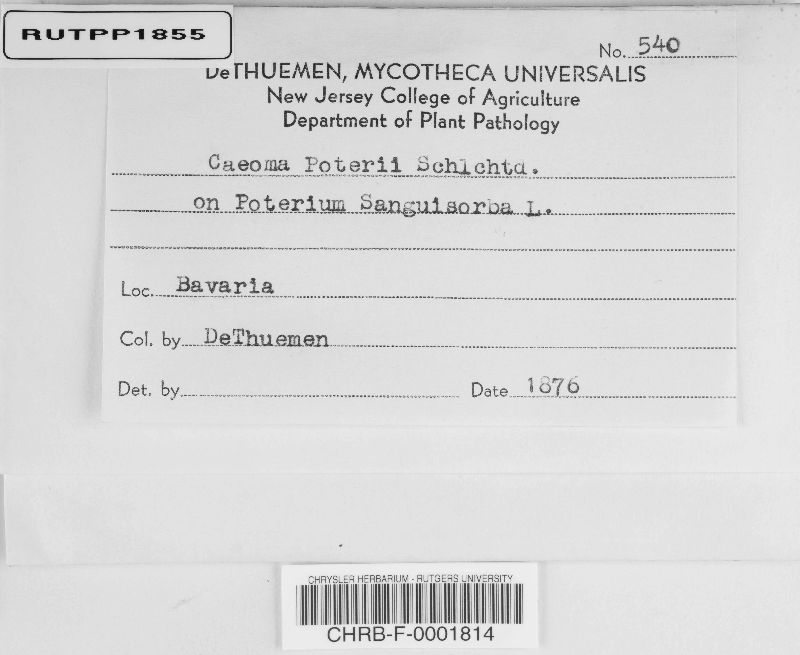 RUTPP1855
No. 540
DeTHUEMEN, MYCOTHECA UNIVERSALIS
New Jersey College of Agriculture
Department of Plant Pathology
Caeoma Poterii Schlchtd.
on Poterium Sanguisorba L.
Loc. Bavaria
Col. by DeThuemen
Det. by Date 1876
CHRYSLER HERBARIUM - RUTGERS UNIVERSITY
CHRB-F-0001814